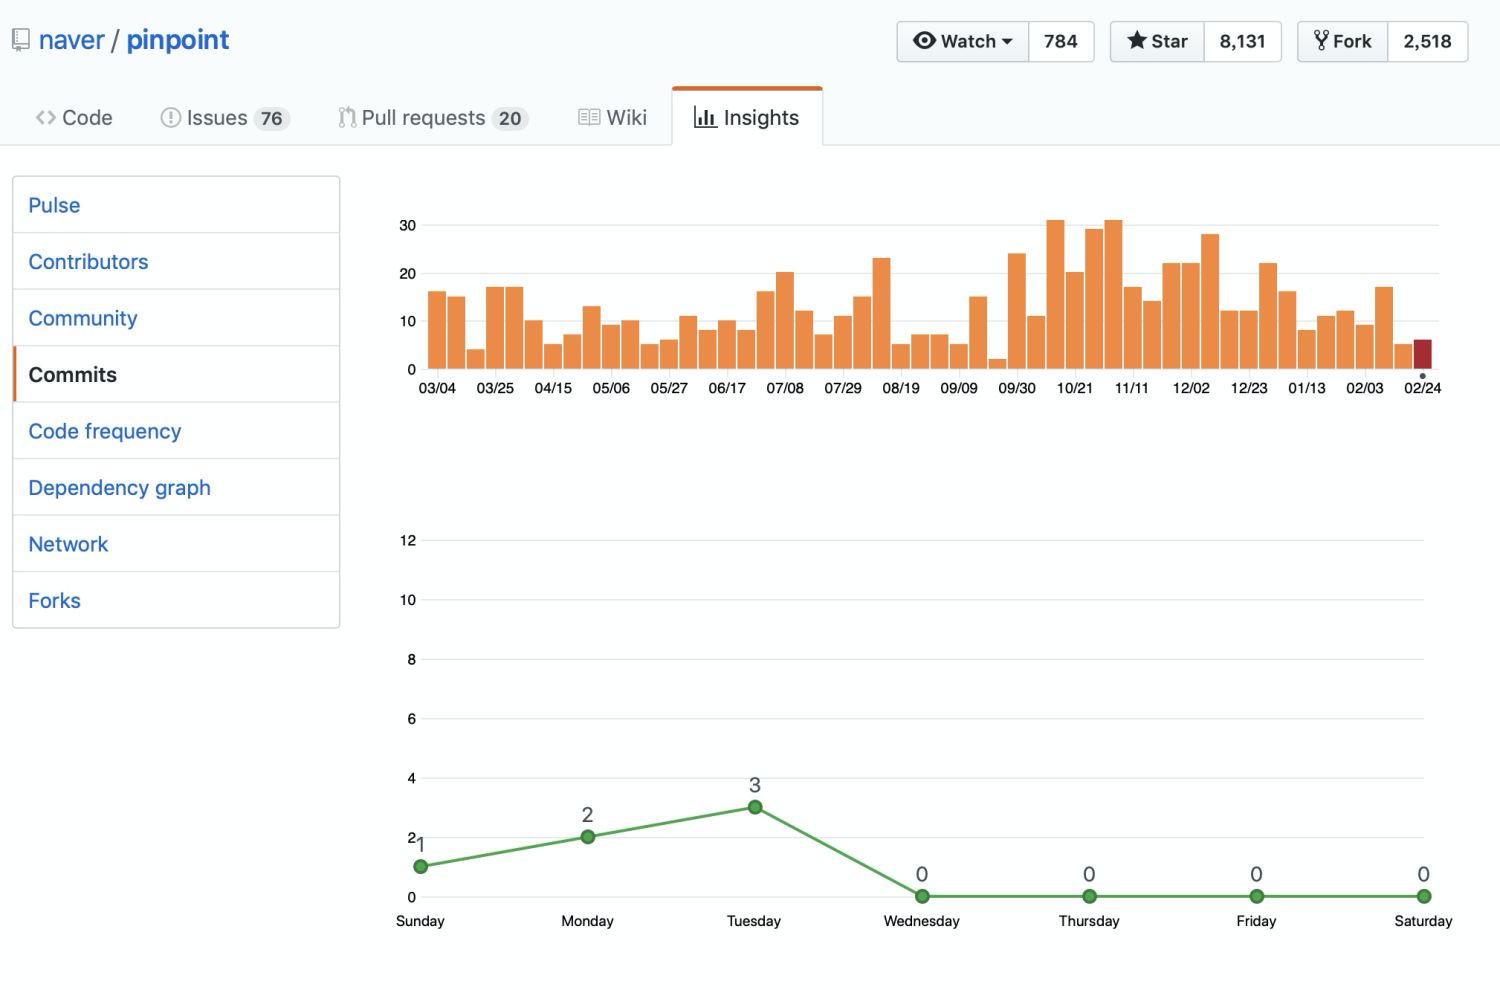 naver / pinpoint
Watch 784 Star 8,131 Fork 2,518
Code Issues 76 Pull requests 20 Wiki Insights
Pulse
Contributors
Community
Commits
Code frequency
Dependency graph
Network
Forks
30
20
10
0
03/04 03/25 04/15 05/06 05/27 06/17 07/08 07/29 08/19 09/09 09/30 10/21 11/11 12/02 12/23 01/13 02/03 02/24
12
10
8
6
4
3
2
2
1
0
0 0 0 0
Sunday Monday Tuesday Wednesday Thursday Friday Saturday